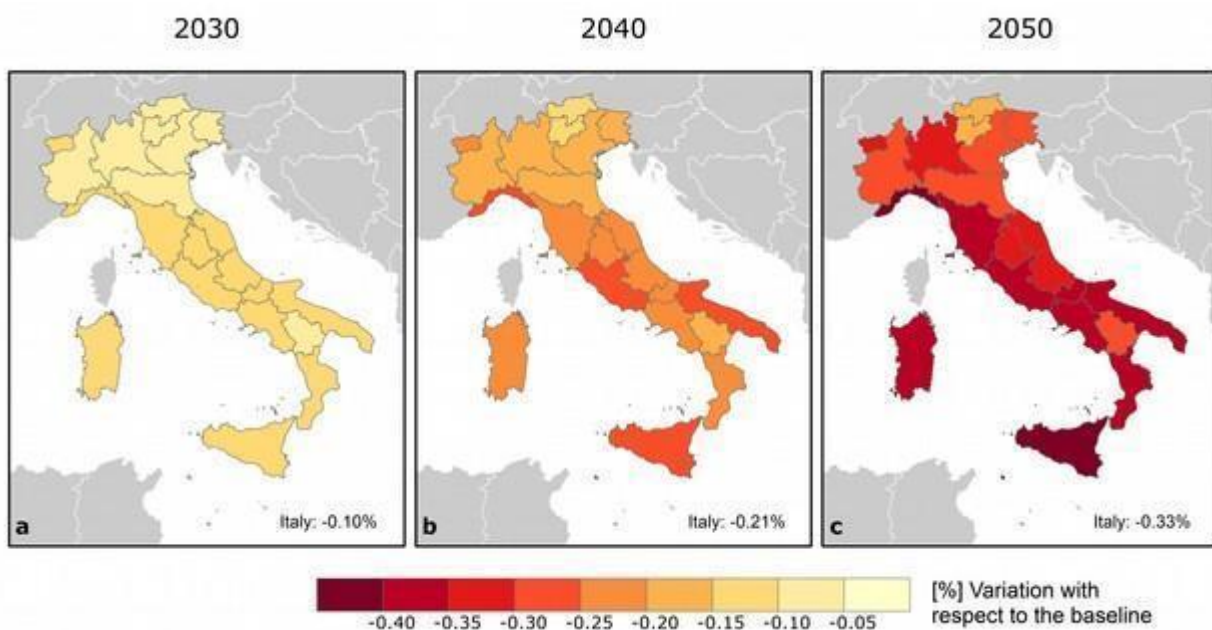 2030
2040
2050
a
Italy: -0.10%
b
Italy: -0.21%
c
Italy: -0.33%
-0.40 -0.35 -0.30 -0.25 -0.20 -0.15 -0.10 -0.05
[%] Variation with
respect to the baseline